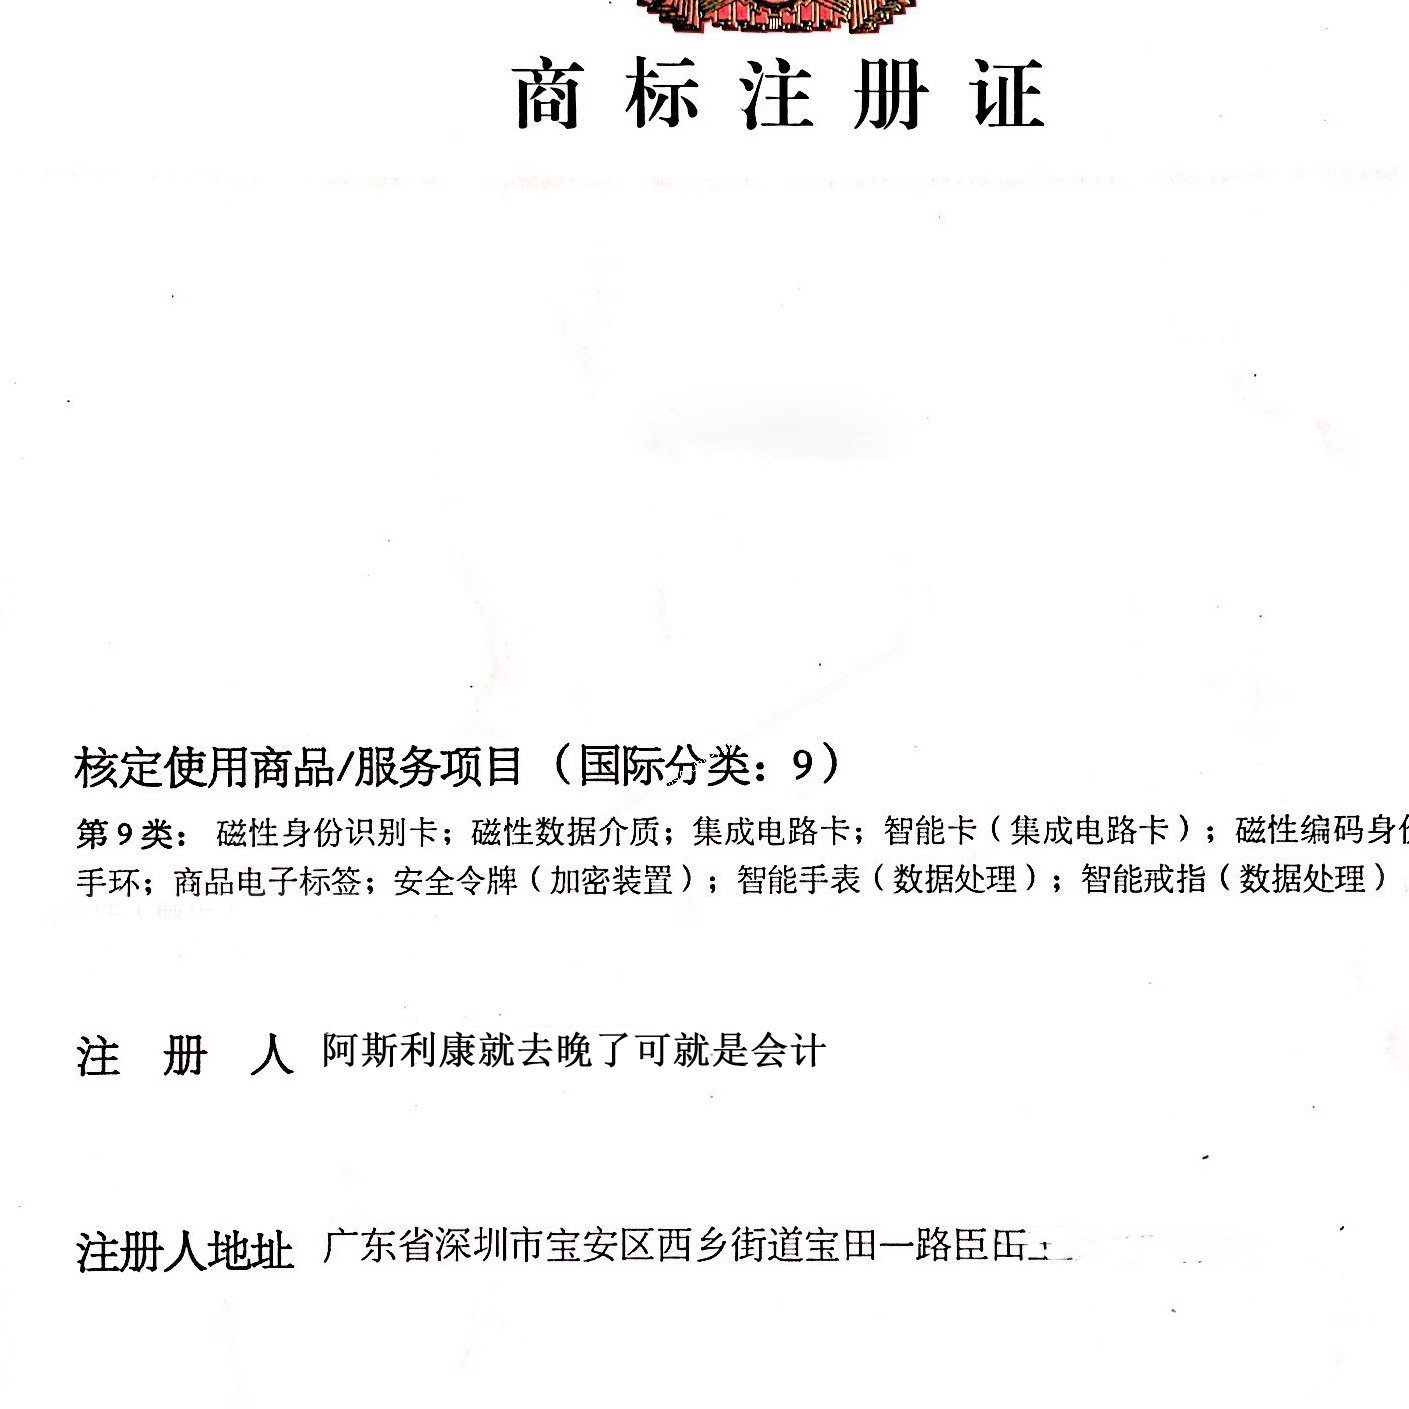 商标注册证
核定使用商品/服务项目（国际分类：9）
第9类： 磁性身份识别卡；磁性数据介质；集成电路卡；智能卡（集成电路卡）；磁性编码身
手环；商品电子标签；安全令牌（加密装置）；智能手表（数据处理）；智能戒指（数据处理）
注 册 人 阿斯利康就去晚了可就是会计
注册人地址 广东省深圳市宝安区西乡街道宝田一路臣田